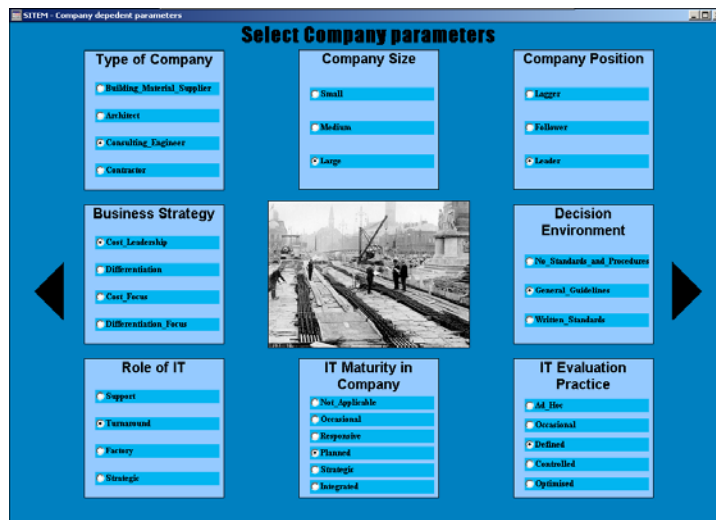 SITEM - Company depedent parameters
Select Company parameters
Type of Company
Building_Material_Supplier
Architect
Consulting_Engineer
Contractor
Company Size
Small
Medium
Large
Company Position
Lagger
Follower
Leader
Business Strategy
Cost_Leadership
Differentiation
Cost_Focus
Differentiation_Focus
Decision
Environment
No_Standards_and_Procedures
General_Guidelines
Written_Standards
Role of IT
Support
Turnaround
Factory
Strategic
IT Maturity in
Company
Not_Applicable
Occasional
Responsive
Planned
Strategic
Integrated
IT Evaluation
Practice
Ad_Hoc
Occasional
Defined
Controlled
Optimised